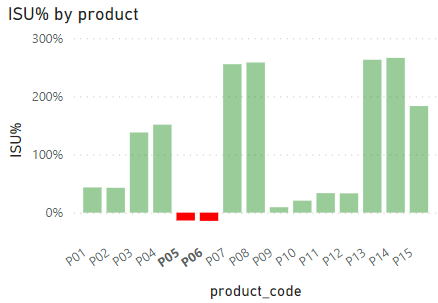 ISU% by product
300%
200%
100%
0%
ISU%
P01 P02 P03 P04 P05 P06 P07 P08 P09 P10 P11 P12 P13 P14 P15
product_code